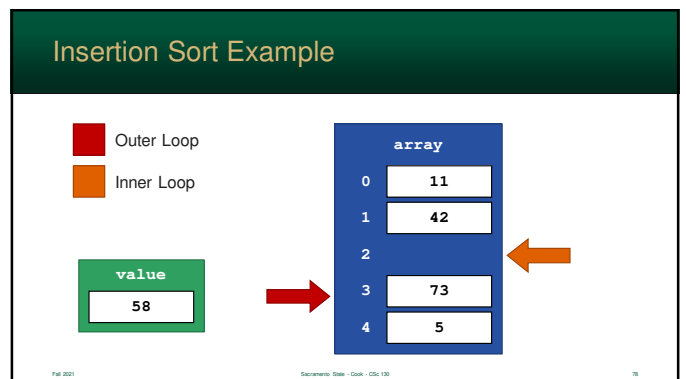 Insertion Sort Example
Outer Loop
Inner Loop
array
0 11
1 42
2
value
58
3 73
4 5
Fall 2021 Sacramento State - Cook - CSc 130 78